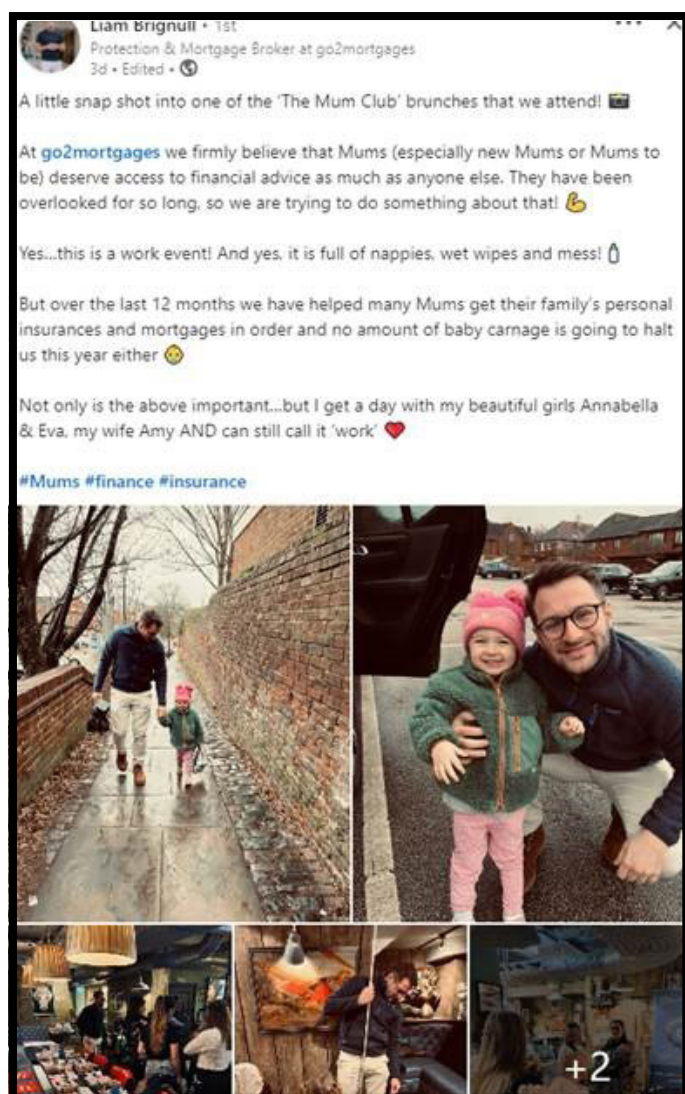 Liam Brignull • 1st
Protection & Mortgage Broker at go2mortgages
3d • Edited •
A little snap shot into one of the 'The Mum Club' brunches that we attend! 📸
At go2mortgages we firmly believe that Mums (especially new Mums or Mums to
be) deserve access to financial advice as much as anyone else. They have been
overlooked for so long, so we are trying to do something about that! 💪
Yes...this is a work event! And yes, it is full of nappies, wet wipes and mess! 🍼
But over the last 12 months we have helped many Mums get their family's personal
insurances and mortgages in order and no amount of baby carnage is going to halt
us this year either 👶
Not only is the above important...but I get a day with my beautiful girls Annabella
& Eva, my wife Amy AND can still call it 'work' ❤️
#Mums #finance #insurance
+2